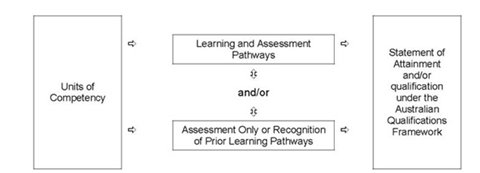 Units of
Competency
Learning and Assessment
Pathways
and/or
Assessment Only or Recognition
of Prior Learning Pathways
Statement of
Attainment
and/or
qualification
under the
Australian
Qualifications
Framework